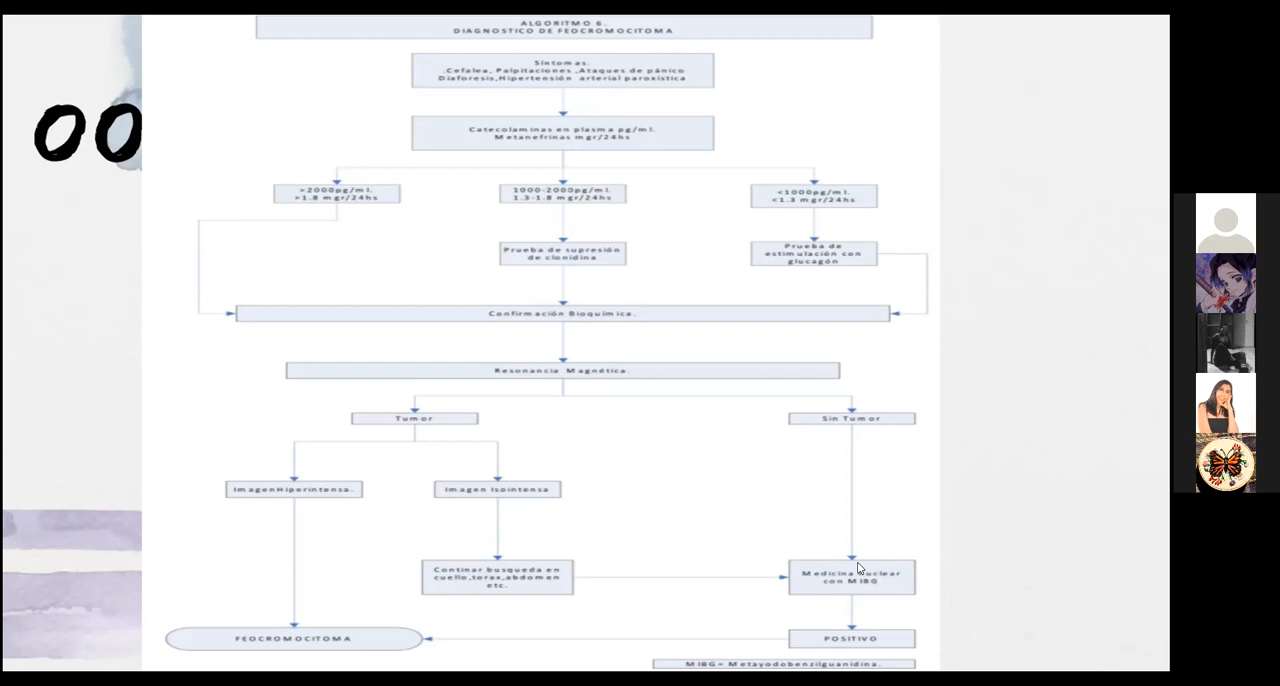 ALGORITMO 6.
DIAGNOSTICO DE FEOCROMOCITOMA
00
Síntomas.
.Cefalea, Palpitaciones ,Ataques de pánico
Diaforesis,Hipertensión arterial paroxística
Catecolaminas en plasma pg/ml.
Metanefrinas mgr/24hs
>2000pg/ml.
>1.8 mgr/24hs
1000-2000pg/ml.
1.3-1.8 mgr/24hs
<1000pg/ml.
<1.3 mgr/24hs
Prueba de supresión
de clonidina
Prueba de
estimulación con
glucagón
Confirmación Bioquímica.
Resonancia Magnética.
Tumor
Sin Tumor
ImagenHiperintensa.
Imagen Isointensa
Continar busqueda en
cuello,torax,abdomen
etc.
Medicina nuclear
con MIBG
FEOCROMOCITOMA
POSITIVO
MIBG= Metayodobenzilguanidina.